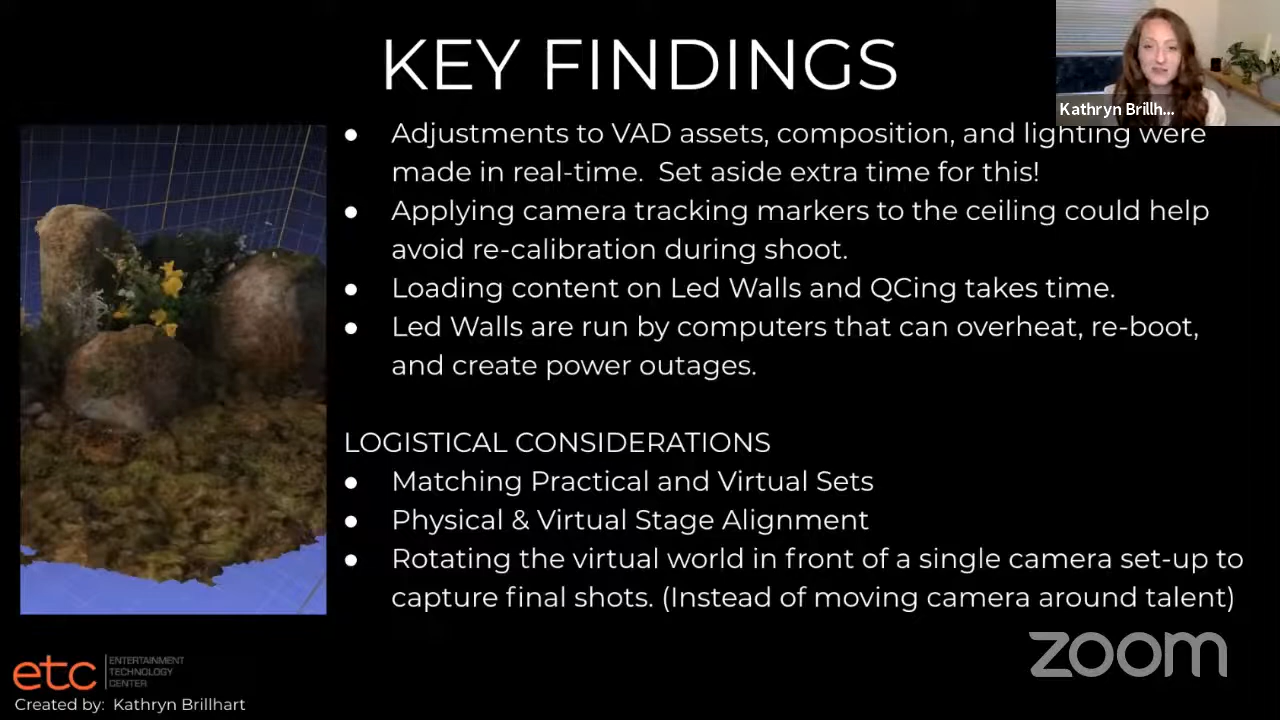 KEY FINDINGS
Kathryn Brillh...
● Adjustments to VAD assets, composition, and lighting were
made in real-time.  Set aside extra time for this!
● Applying camera tracking markers to the ceiling could help
avoid re-calibration during shoot.
● Loading content on Led Walls and QCing takes time.
● Led Walls are run by computers that can overheat, re-boot,
and create power outages.
LOGISTICAL CONSIDERATIONS
● Matching Practical and Virtual Sets
● Physical & Virtual Stage Alignment
● Rotating the virtual world in front of a single camera set-up to
capture final shots. (Instead of moving camera around talent)
zoom
etc
ENTERTAINMENT
TECHNOLOGY
CENTER
Created by:  Kathryn Brillhart